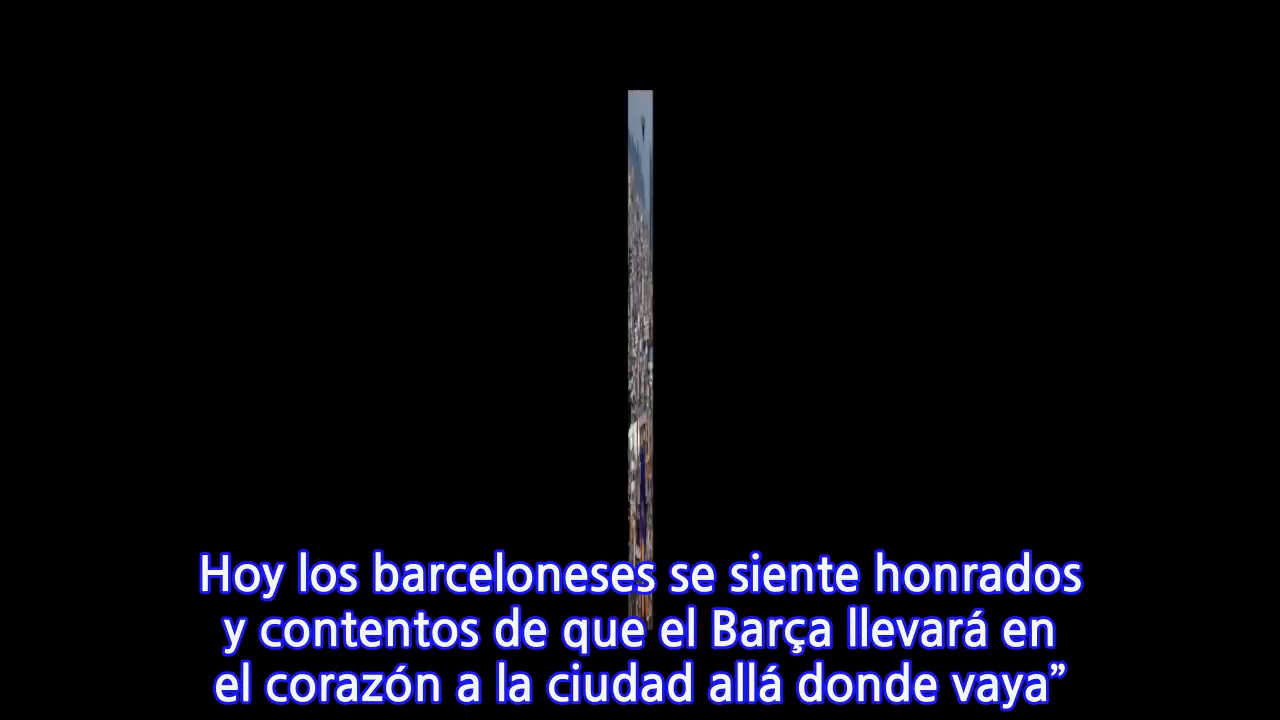 Hoy los barceloneses se siente honrados
y contentos de que el Barça llevará en
el corazón a la ciudad allá donde vaya”